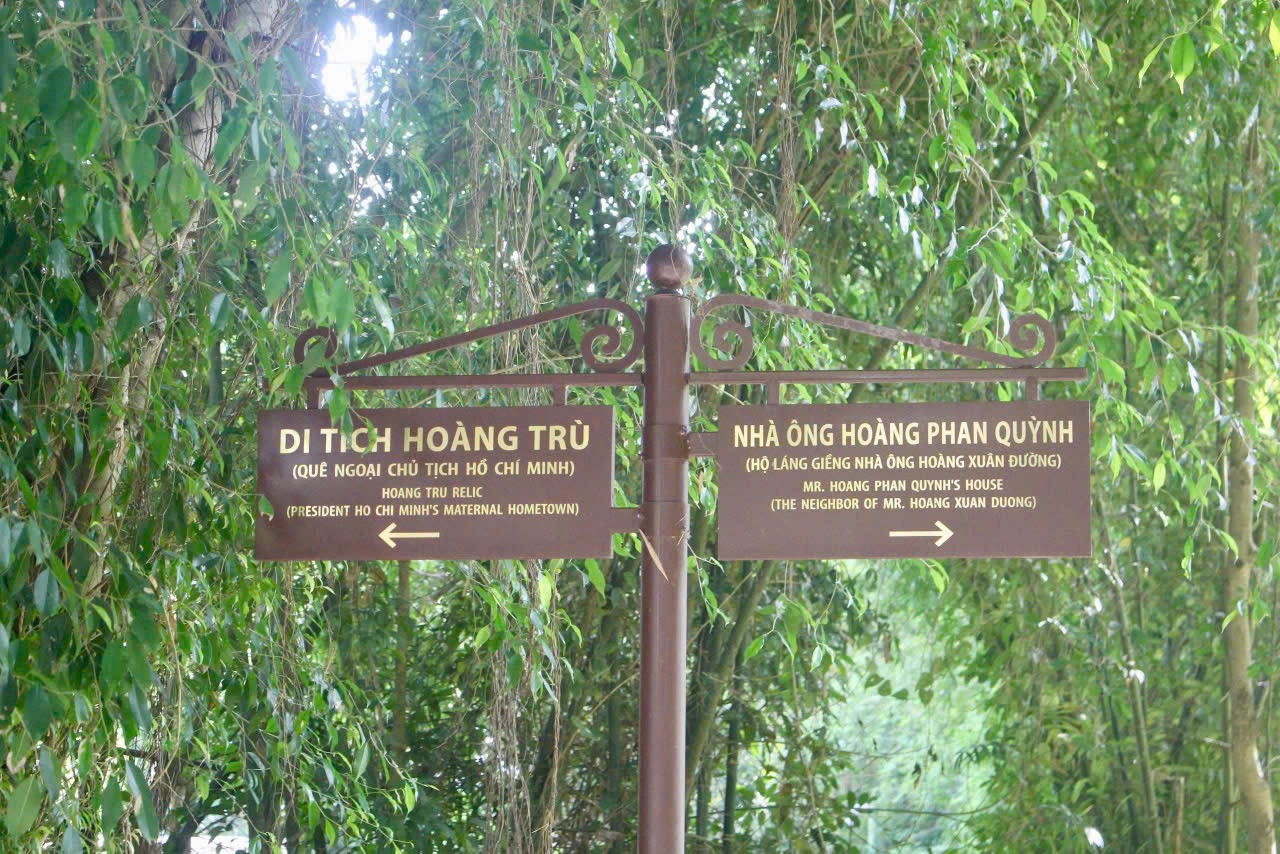 DI TÍCH HOÀNG TRÙ
(QUÊ NGOẠI CHỦ TỊCH HỒ CHÍ MINH)
HOANG TRU RELIC
(PRESIDENT HO CHI MINH'S MATERNAL HOMETOWN)
←
NHÀ ÔNG HOÀNG PHAN QUỲNH
(HỘ LÁNG GIỀNG NHÀ ÔNG HOÀNG XUÂN ĐƯỜNG)
MR. HOANG PHAN QUYNH'S HOUSE
(THE NEIGHBOR OF MR. HOANG XUAN DUONG)
→